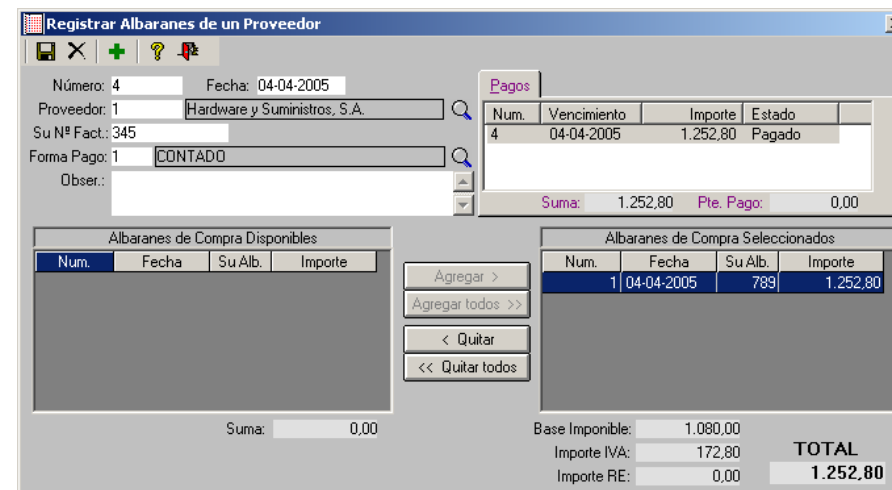 Registrar Albaranes de un Proveedor
Número: 4 Fecha: 04-04-2005
Proveedor: 1 Hardware y Suministros, S.A.
Su Nº Fact.: 345
Forma Pago: 1 CONTADO
Obser.:
Pagos
Num. Vencimiento Importe Estado
4 04-04-2005 1.252,80 Pagado
Suma: 1.252,80 Pte. Pago: 0,00
Albaranes de Compra Disponibles
Num. Fecha Su Alb. Importe
Suma: 0,00
Agregar >
Agregar todos >>
< Quitar
<< Quitar todos
Albaranes de Compra Seleccionados
Num. Fecha Su Alb. Importe
1 04-04-2005 789 1.252,80
Base Imponible: 1.080,00
Importe IVA: 172,80
Importe RE: 0,00
TOTAL
1.252,80